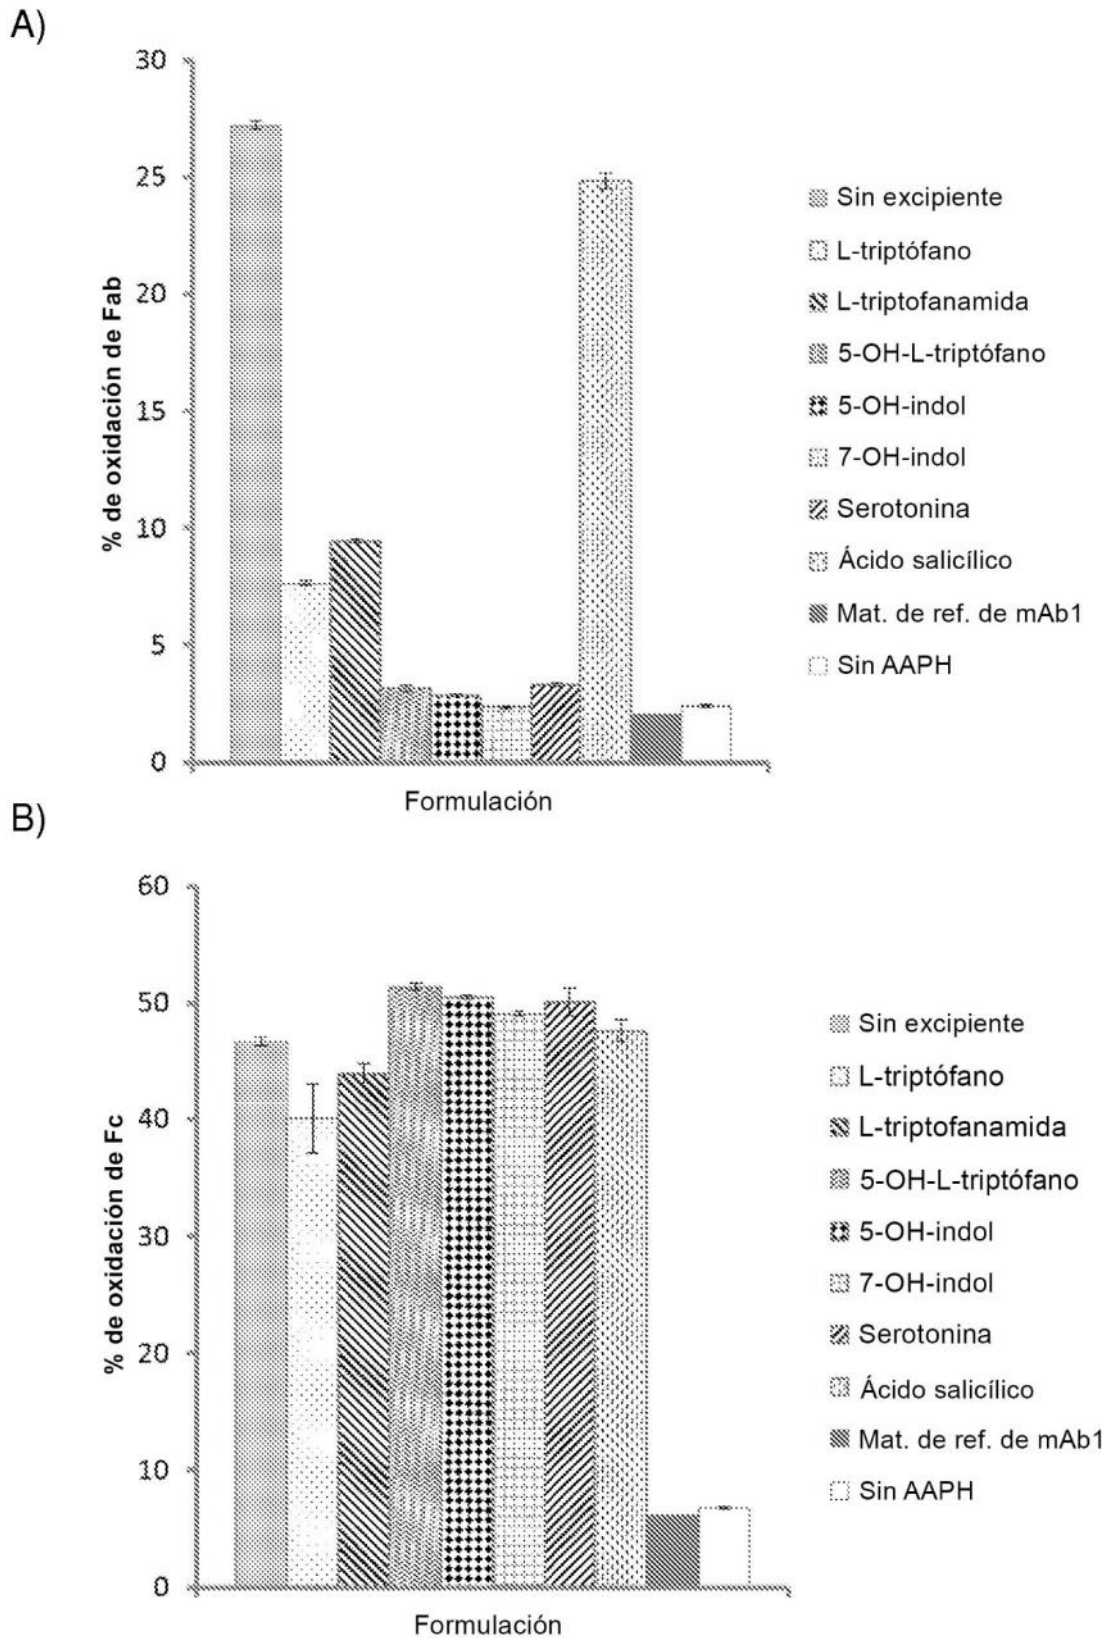 A)
30
25
20
15
10
5
0
% de oxidación de Fab
Formulación
Sin excipiente
L-triptófano
L-triptofanamida
5-OH-L-triptófano
5-OH-indol
7-OH-indol
Serotonina
Ácido salicílico
Mat. de ref. de mAb1
Sin AAPH
B)
60
50
40
30
20
10
0
% de oxidación de Fc
Formulación
Sin excipiente
L-triptófano
L-triptofanamida
5-OH-L-triptófano
5-OH-indol
7-OH-indol
Serotonina
Ácido salicílico
Mat. de ref. de mAb1
Sin AAPH